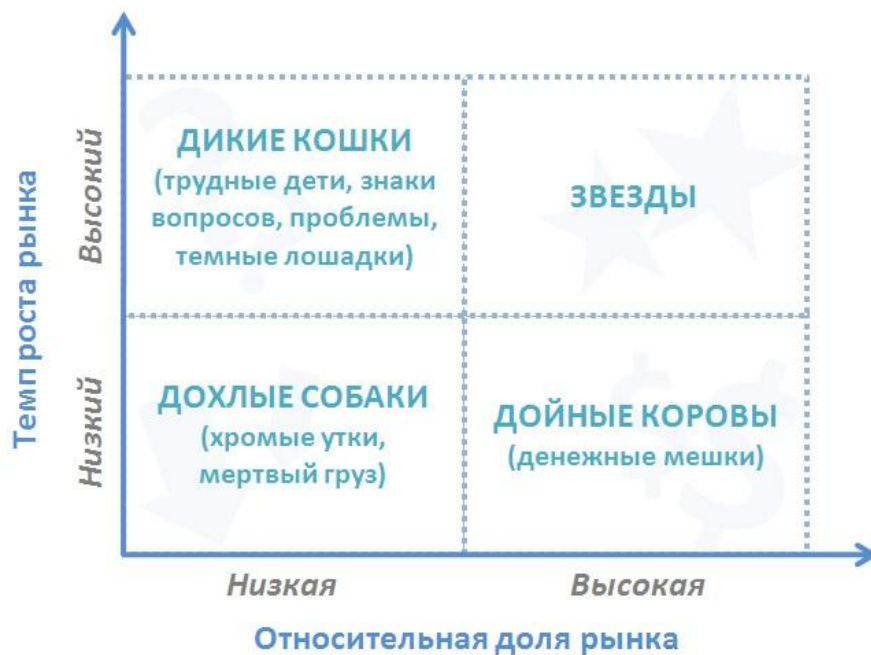 Темп роста рынка
Высокий
Низкий
ДИКИЕ КОШКИ
(трудные дети, знаки
вопросов, проблемы,
темные лошадки)
ЗВЕЗДЫ
ДОХЛЫЕ СОБАКИ
(хромые утки,
мертвый груз)
ДОЙНЫЕ КОРОВЫ
(денежные мешки)
Низкая
Высокая
Относительная доля рынка